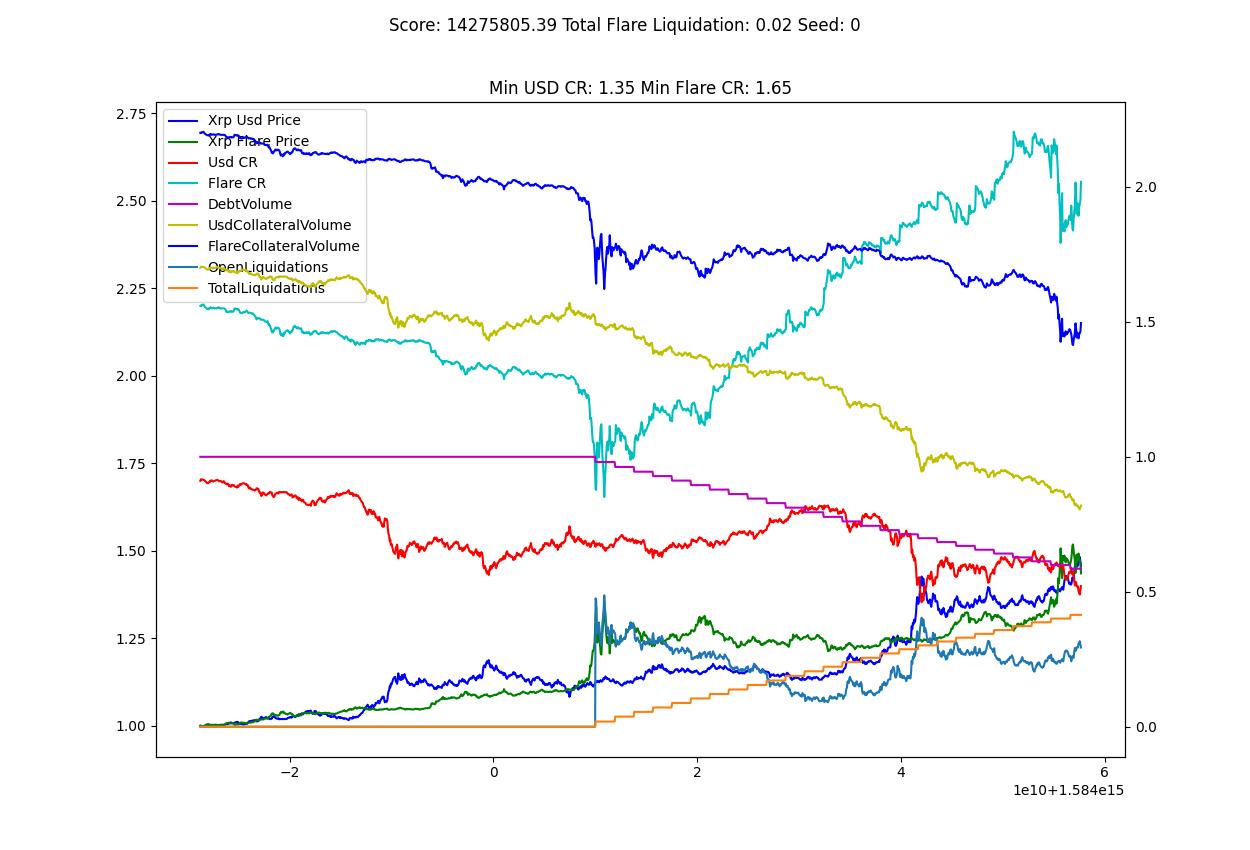 Score: 14275805.39 Total Flare Liquidation: 0.02 Seed: 0
Min USD CR: 1.35 Min Flare CR: 1.65
Xrp Usd Price
Xrp Flare Price
Usd CR
Flare CR
DebtVolume
UsdCollateralVolume
FlareCollateralVolume
OpenLiquidations
TotalLiquidations
2.75
2.50
2.25
2.00
1.75
1.50
1.25
1.00
2.0
1.5
1.0
0.5
0.0
−2 0 2 4 6
1e10+1.584e15